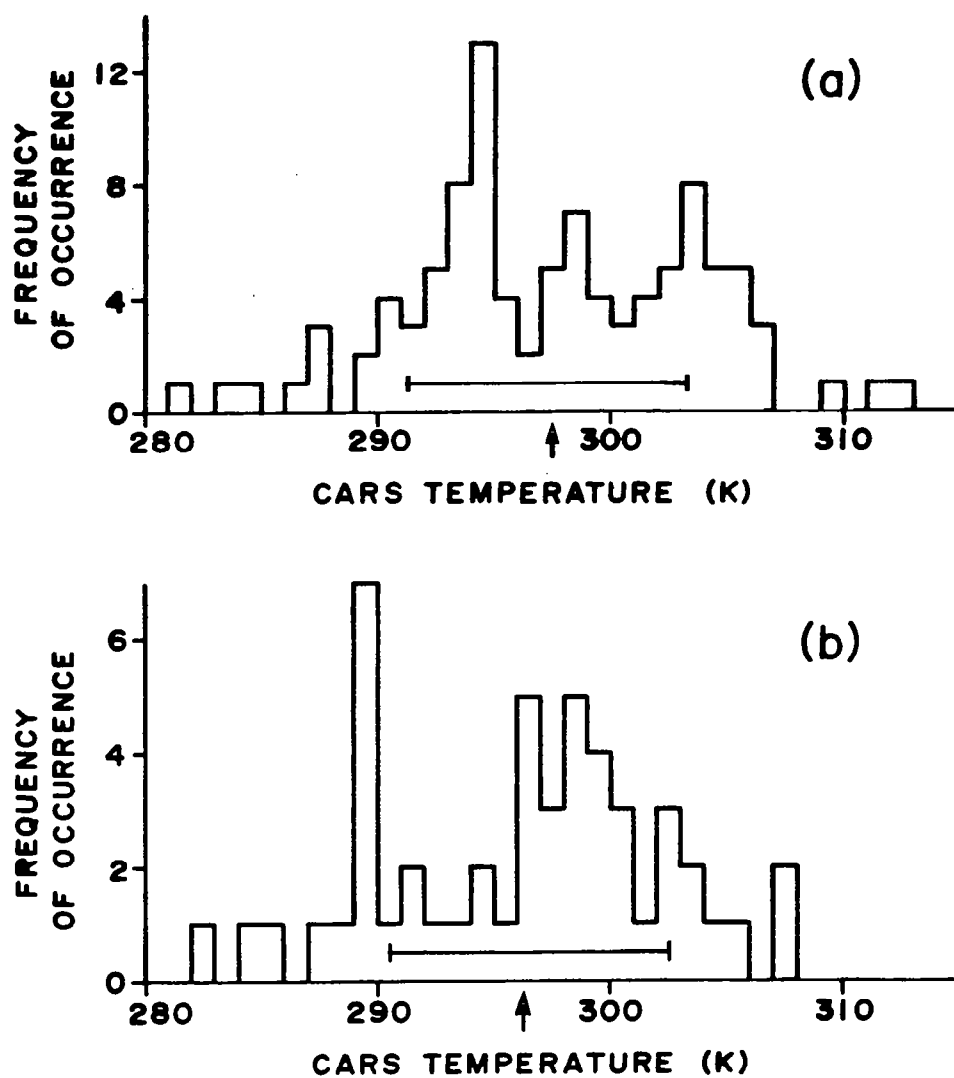 (a)
FREQUENCY
OF OCCURRENCE
12
8
4
0
280 290 300 310
CARS TEMPERATURE (K)
(b)
FREQUENCY
OF OCCURRENCE
6
4
2
0
280 290 300 310
CARS TEMPERATURE (K)